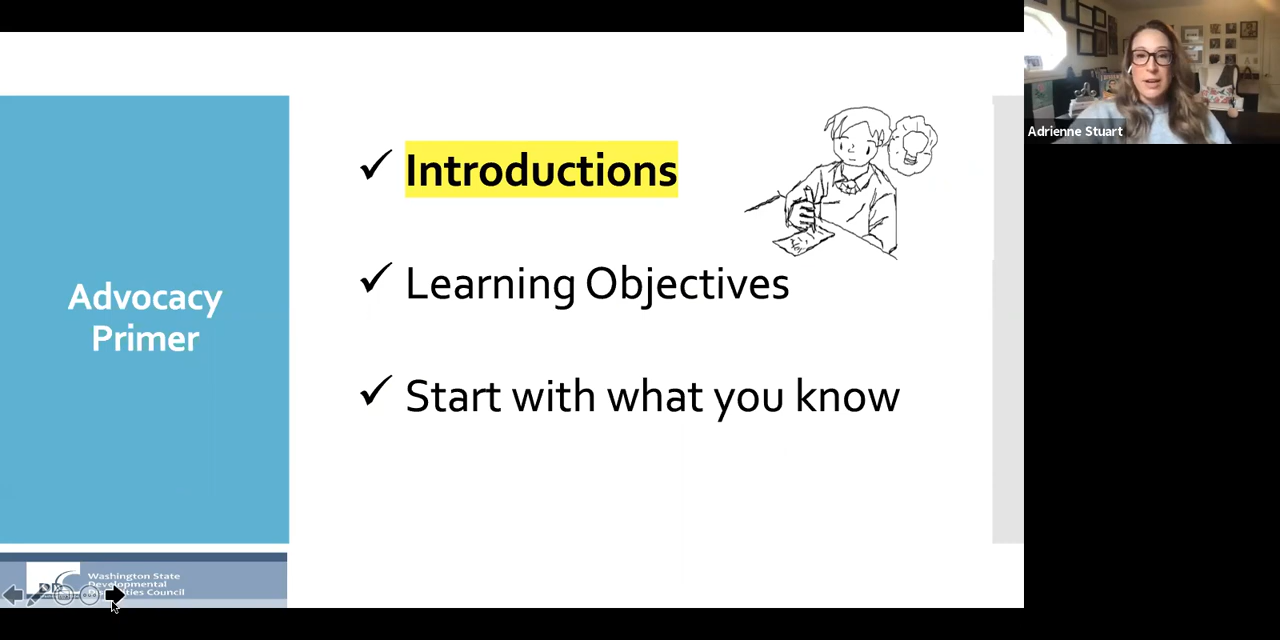 Adrienne Stuart
Advocacy
Primer
✓ Introductions
✓ Learning Objectives
✓ Start with what you know
Washington State
Developmental
Disabilities Council